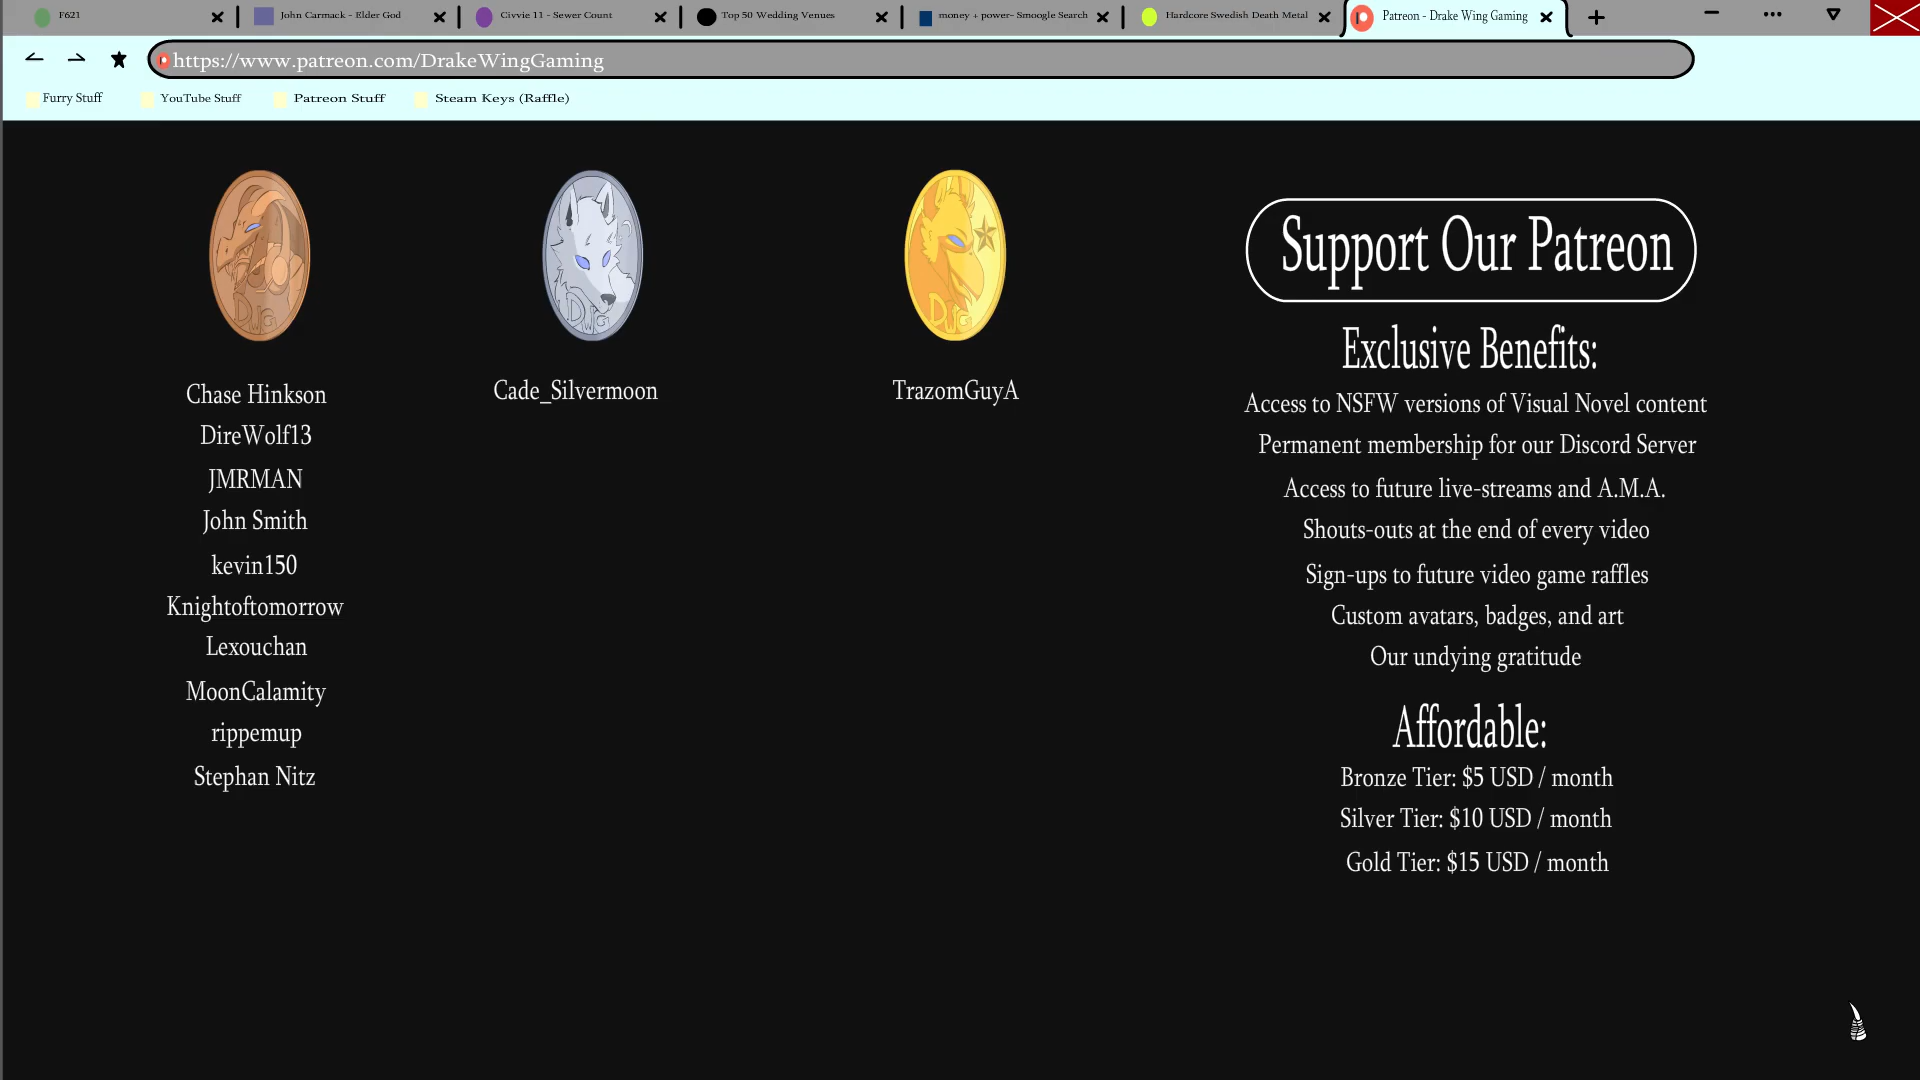 F621
John Carmack - Elder God
Civvie 11 - Sewer Count
Top 50 Wedding Venues
money + power- Smoogle Search
Hardcore Swedish Death Metal
Patreon - Drake Wing Gaming
https://www.patreon.com/DrakeWingGaming
Furry Stuff
YouTube Stuff
Patreon Stuff
Steam Keys (Raffle)
DWG
DWG
DWG
Chase Hinkson
DireWolf13
JMRMAN
John Smith
kevin150
Knightoftomorrow
Lexouchan
MoonCalamity
rippemup
Stephan Nitz
Cade_Silvermoon
TrazomGuyA
Support Our Patreon
Exclusive Benefits:
Access to NSFW versions of Visual Novel content
Permanent membership for our Discord Server
Access to future live-streams and A.M.A.
Shouts-outs at the end of every video
Sign-ups to future video game raffles
Custom avatars, badges, and art
Our undying gratitude
Affordable:
Bronze Tier: $5 USD / month
Silver Tier: $10 USD / month
Gold Tier: $15 USD / month